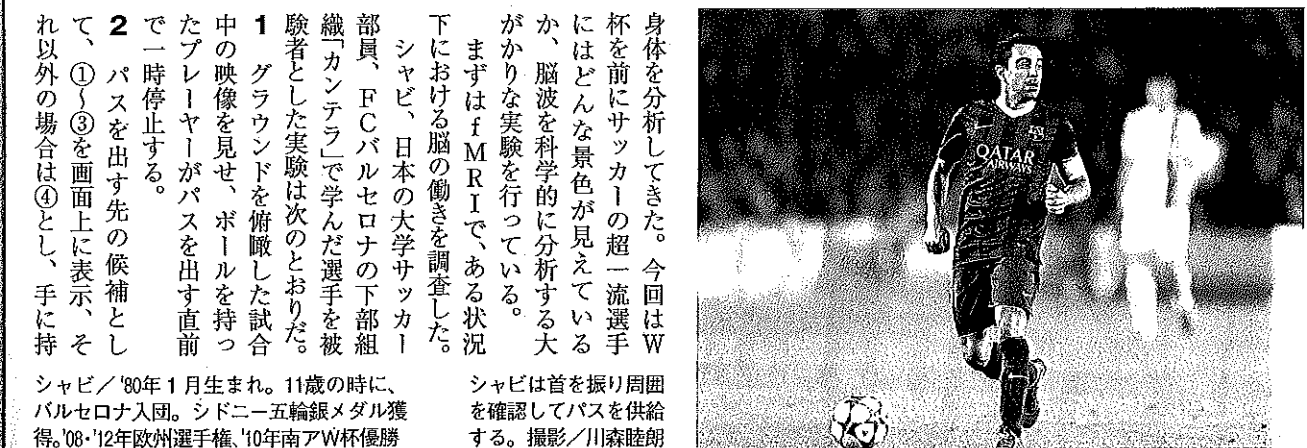 身体を分析してきた。今回はW
杯を前にサッカーの超一流選手
にはどんな景色が見えている
か、脳波を科学的に分析する大
がかりな実験を行っている。
まずはfMRIで、ある状況
下における脳の働きを調査した。
シャビ、日本の大学サッカー
部員、FCバルセロナの下部組
織「カンテラ」で学んだ選手を被
験者とした実験は次のとおりだ。
1 グラウンドを俯瞰した試合
中の映像を見せ、ボールを持っ
たプレーヤーがパスを出す直前
で一時停止する。
2 パスを出す先の候補とし
て、①〜③を画面上に表示、そ
れ以外の場合は④とし、手に持
シャビは首を振り周囲
を確認してパスを供給
する。撮影/川森睦朗
シャビ/'80年1月生まれ。11歳の時に、
バルセロナ入団。シドニー五輪銀メダル獲
得。'08・'12年欧州選手権、'10年南アW杯優勝
QATAR
AIRWAYS